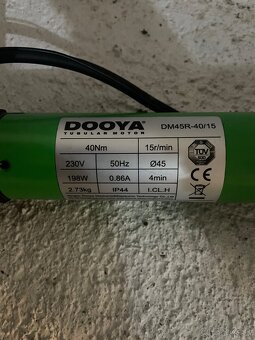 DOOYA
TUBULAR MOTOR
DM45R-40/15
40Nm 15r/min
230V 50Hz Ø45
198W 0.86A 4min
2.73kg IP44 I.CL.H
TÜV
CE